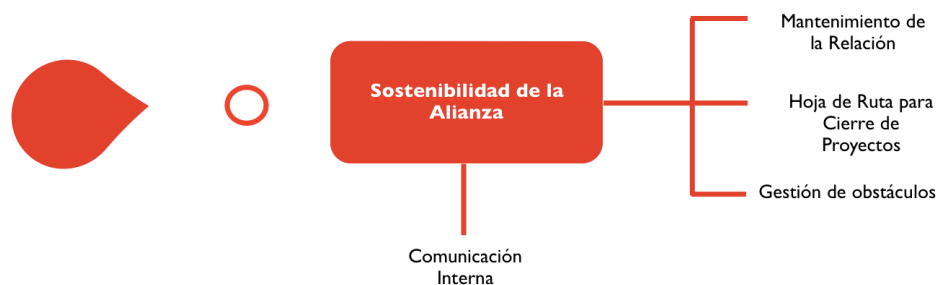 Sostenibilidad de la
Alianza
Mantenimiento de
la Relación
Hoja de Ruta para
Cierre de
Proyectos
Gestión de obstáculos
Comunicación
Interna